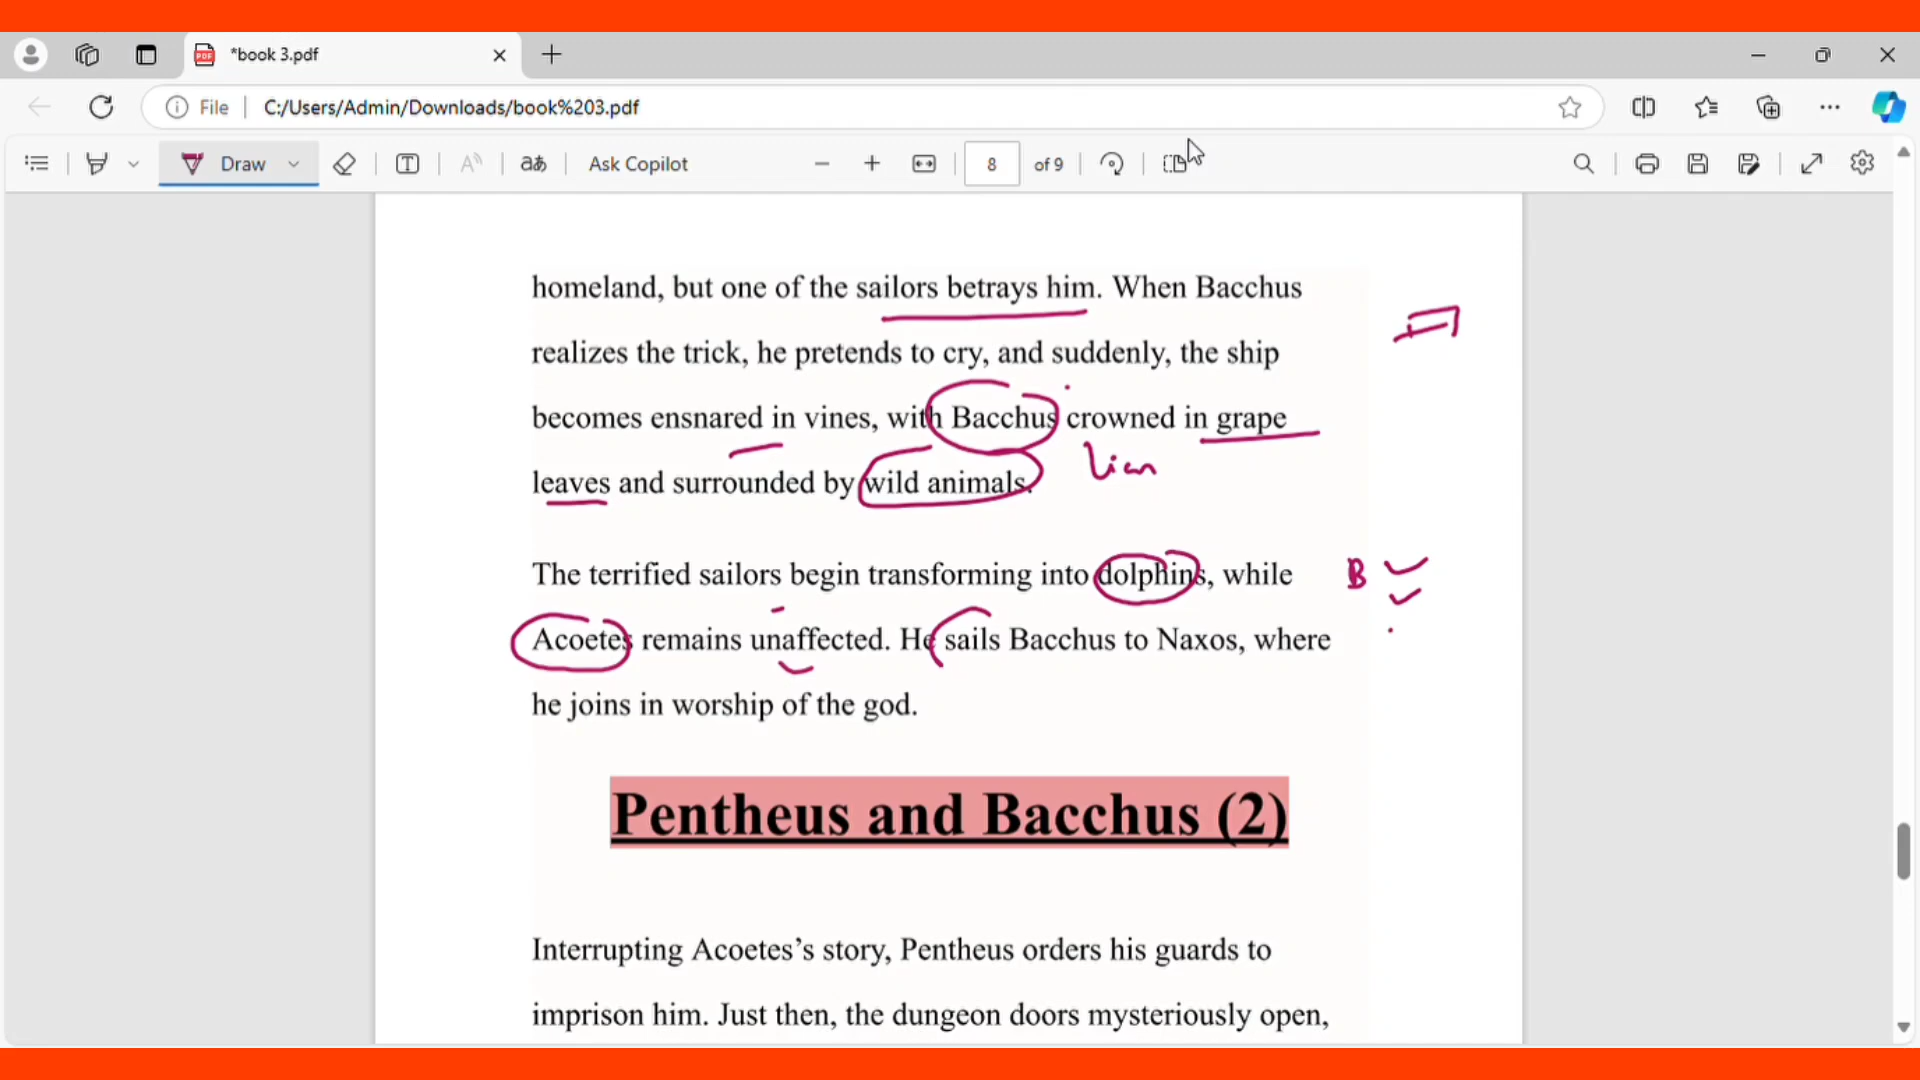 *book 3.pdf
File
C:/Users/Admin/Downloads/book%203.pdf
Draw
Ask Copilot
8
of 9
homeland, but one of the sailors betrays him. When Bacchus
realizes the trick, he pretends to cry, and suddenly, the ship
becomes ensnared in vines, with Bacchus crowned in grape
leaves and surrounded by wild animals.
The terrified sailors begin transforming into dolphins, while
B
Acoetes remains unaffected. He sails Bacchus to Naxos, where
he joins in worship of the god.
Pentheus and Bacchus (2)
Interrupting Acoetes’s story, Pentheus orders his guards to
imprison him. Just then, the dungeon doors mysteriously open,